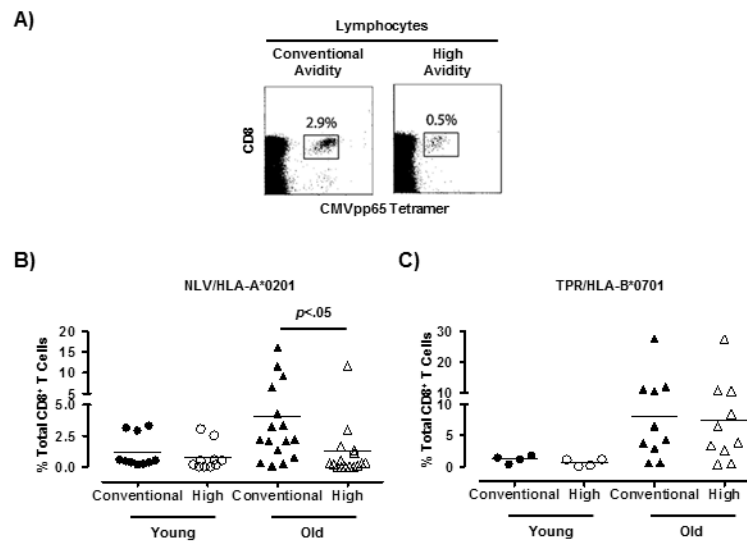 A)
Lymphocytes
Conventional Avidity
High Avidity
2.9%
0.5%
CD8
CMVpp65 Tetramer
B)
NLV/HLA-A*0201
p<.05
% Total CD8+ T Cells
20
15
10
5
5.0
2.5
0.0
Conventional High Conventional High
Young Old
C)
TPR/HLA-B*0701
% Total CD8+ T Cells
30
20
10
10
5
0
Conventional High Conventional High
Young Old